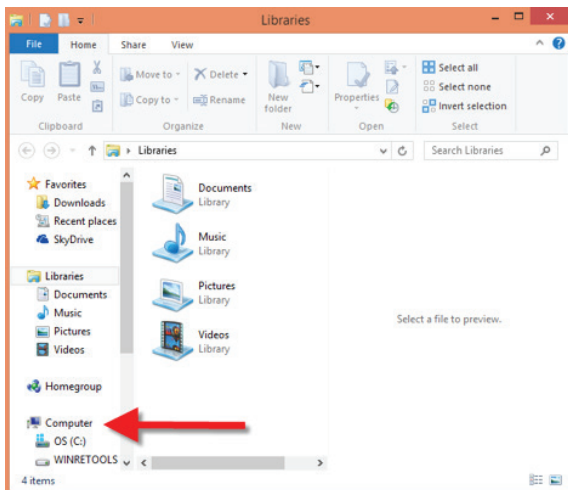 Libraries
File Home Share View
Copy Paste Move to Copy to Delete Rename New folder Properties Select all Select none Invert selection
Clipboard Organize New Open Select
Libraries Search Libraries
Favorites
Downloads
Recent places
SkyDrive
Libraries
Documents
Music
Pictures
Videos
Homegroup
Computer
OS (C:)
WINRETOOLS
Documents
Library
Music
Library
Pictures
Library
Videos
Library
Select a file to preview.
4 items